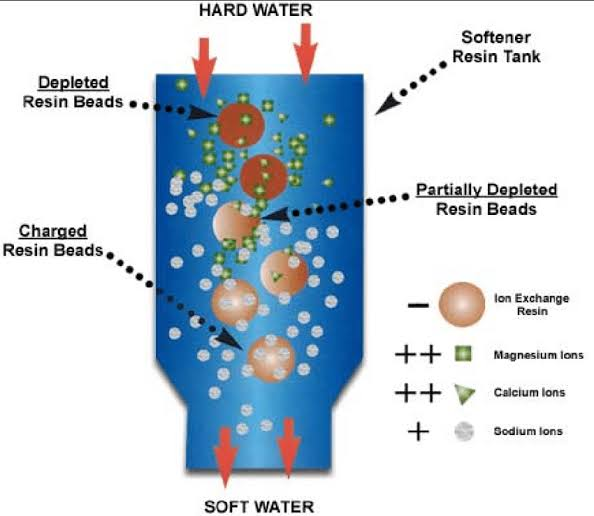 HARD WATER
Softener
Resin Tank
Depleted
Resin Beads
Partially Depleted
Resin Beads
Charged
Resin Beads
− Ion Exchange
Resin
++ Magnesium Ions
++ Calcium Ions
+ Sodium Ions
SOFT WATER